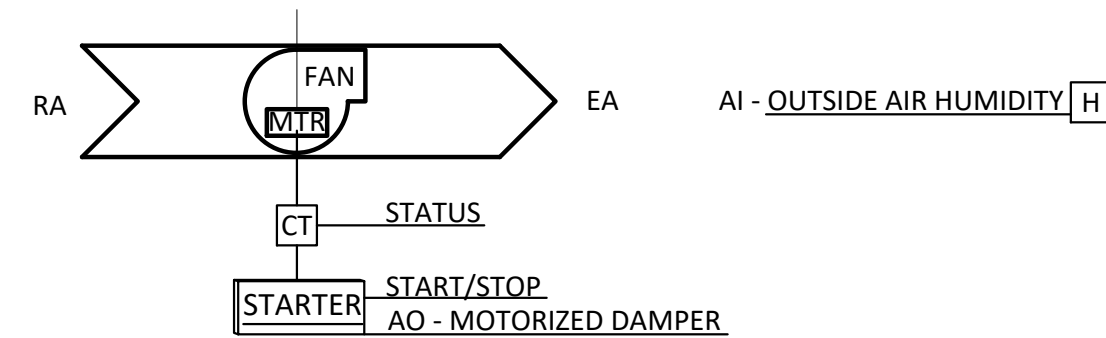 FAN
RA
MTR
EA
AI - OUTSIDE AIR HUMIDITY H
CT
STATUS
STARTER
START/STOP
AO - MOTORIZED DAMPER